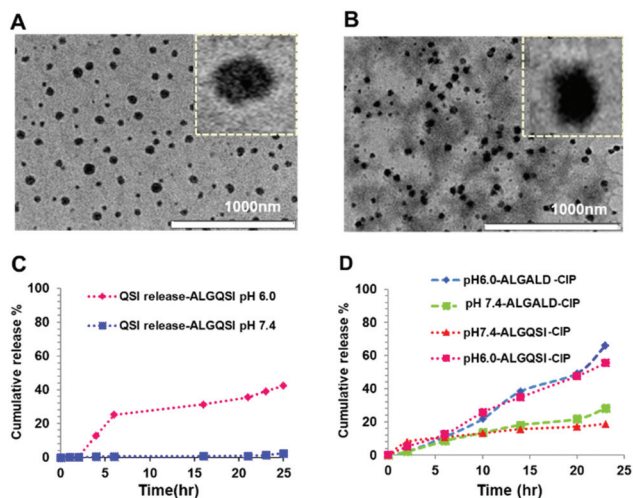 A
1000nm
B
1000nm
C
QSI release-ALGQSI pH 6.0
QSI release-ALGQSI pH 7.4
Cumulative release %
100
80
60
40
20
0
0 5 10 15 20 25
Time(hr)
D
pH6.0-ALGALD-CIP
pH 7.4-ALGALD-CIP
pH7.4-ALGQSI-CIP
pH6.0-ALGQSI-CIP
Cumulative release %
100
80
60
40
20
0
0 5 10 15 20 25
Time(hr)